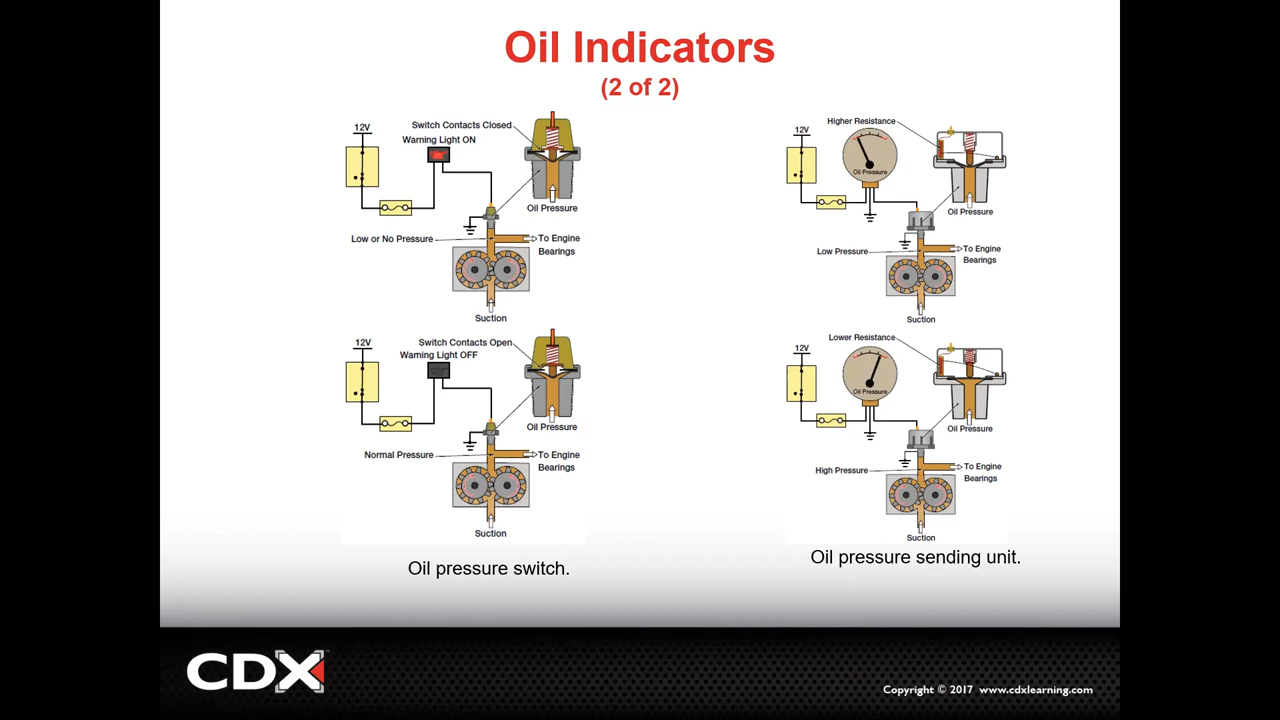 Oil Indicators
(2 of 2)
12V
Switch Contacts Closed
Warning Light ON
Oil Pressure
Low or No Pressure
To Engine
Bearings
Suction
12V
Switch Contacts Open
Warning Light OFF
Oil Pressure
Normal Pressure
To Engine
Bearings
Suction
Oil pressure switch.
Higher Resistance
12V
Oil Pressure
Oil Pressure
Low Pressure
To Engine
Bearings
Suction
Lower Resistance
12V
Oil Pressure
Oil Pressure
High Pressure
To Engine
Bearings
Suction
Oil pressure sending unit.
CDX
Copyright © 2017 www.cdxlearning.com